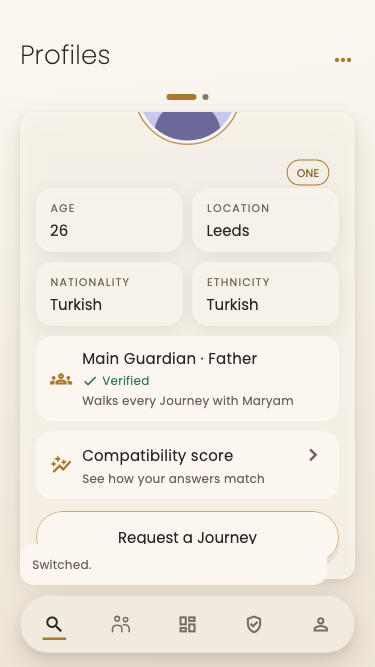 Profiles
ONE
AGE
26
LOCATION
Leeds
NATIONALITY
Turkish
ETHNICITY
Turkish
Main Guardian · Father
Verified
Walks every Journey with Maryam
Compatibility score
See how your answers match
Request a Journey
Switched.